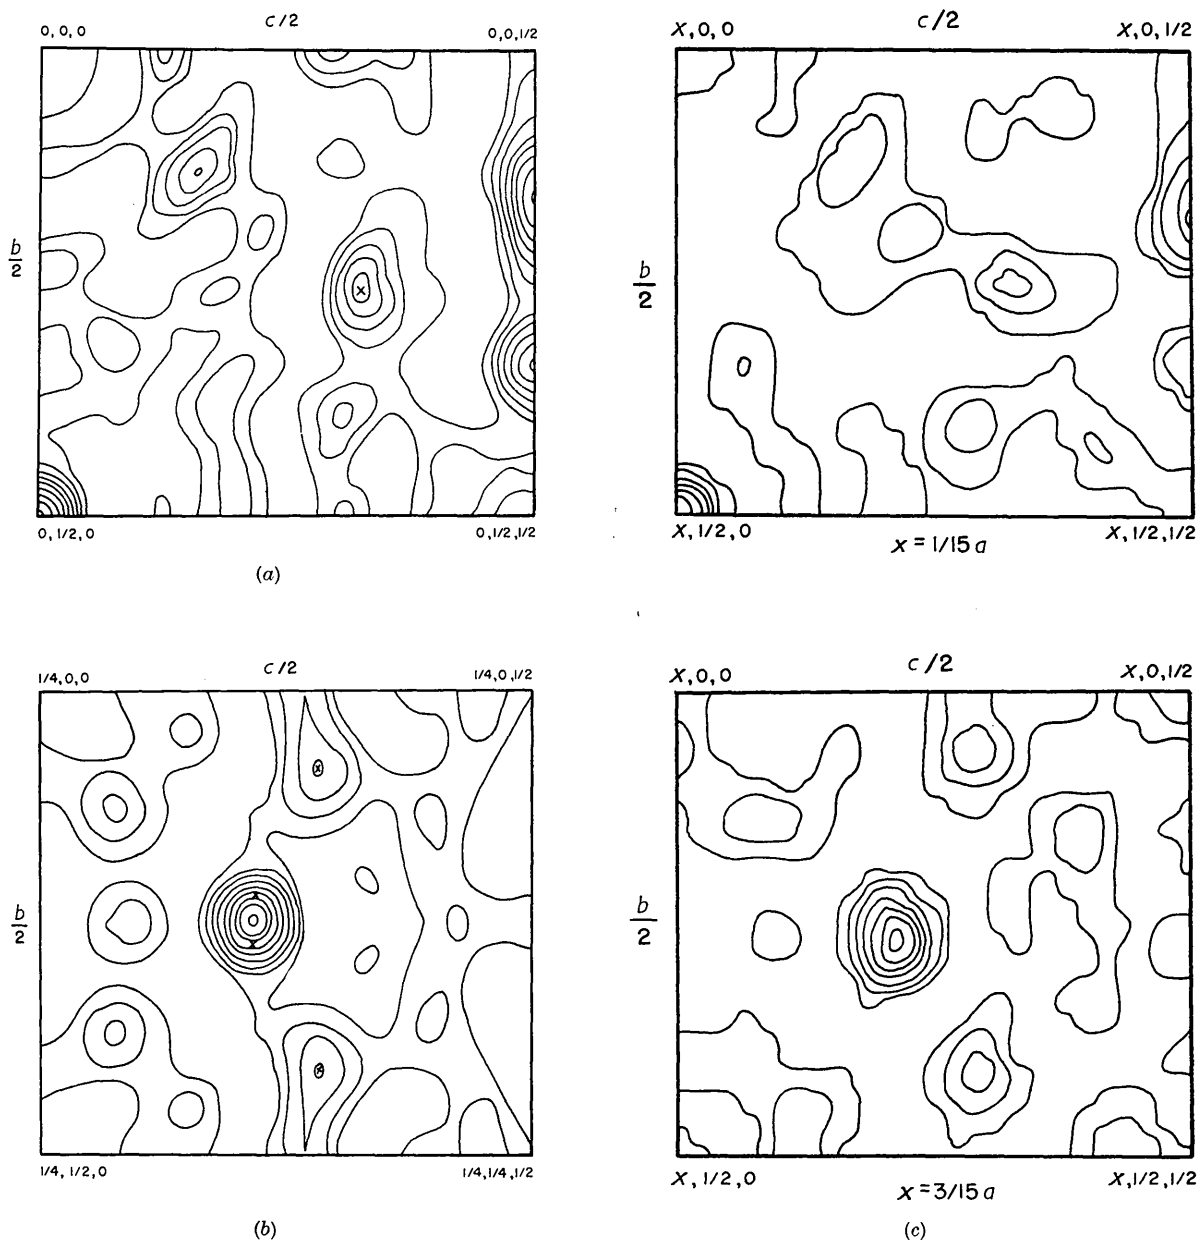 c/2
0,0,0
0,0,1/2
b/2
0,1/2,0
0,1/2,1/2
(a)
c/2
x,0,0
x,0,1/2
b/2
x,1/2,0
x,1/2,1/2
x=1/15a
c/2
1/4,0,0
1/4,0,1/2
b/2
1/4,1/2,0
1/4,1/4,1/2
(b)
c/2
x,0,0
x,0,1/2
b/2
x,1/2,0
x,1/2,1/2
x=3/15a
(c)